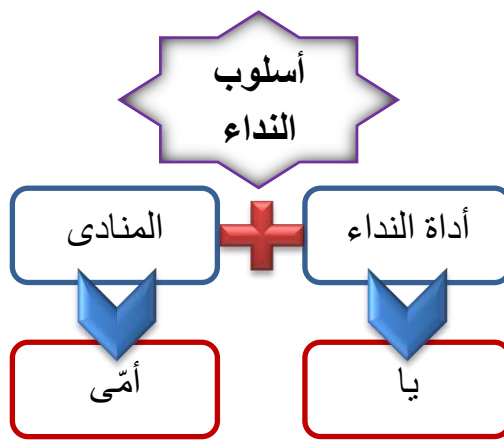 أسلوب
النداء
أداة النداء
المنادى
يا
أمّى